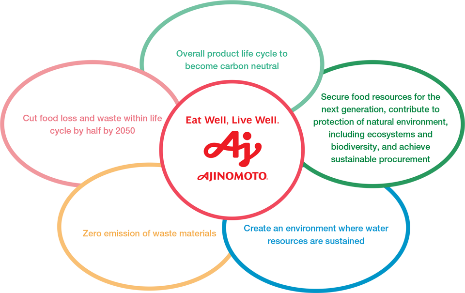 Overall product life cycle to
become carbon neutral
Secure food resources for the
next generation, contribute to
protection of natural environment,
including ecosystems and
biodiversity, and achieve
sustainable procurement
Cut food loss and waste within life
cycle by half by 2050
Eat Well, Live Well.
Aj
AJINOMOTO®
Zero emission of waste materials
Create an environment where water
resources are sustained